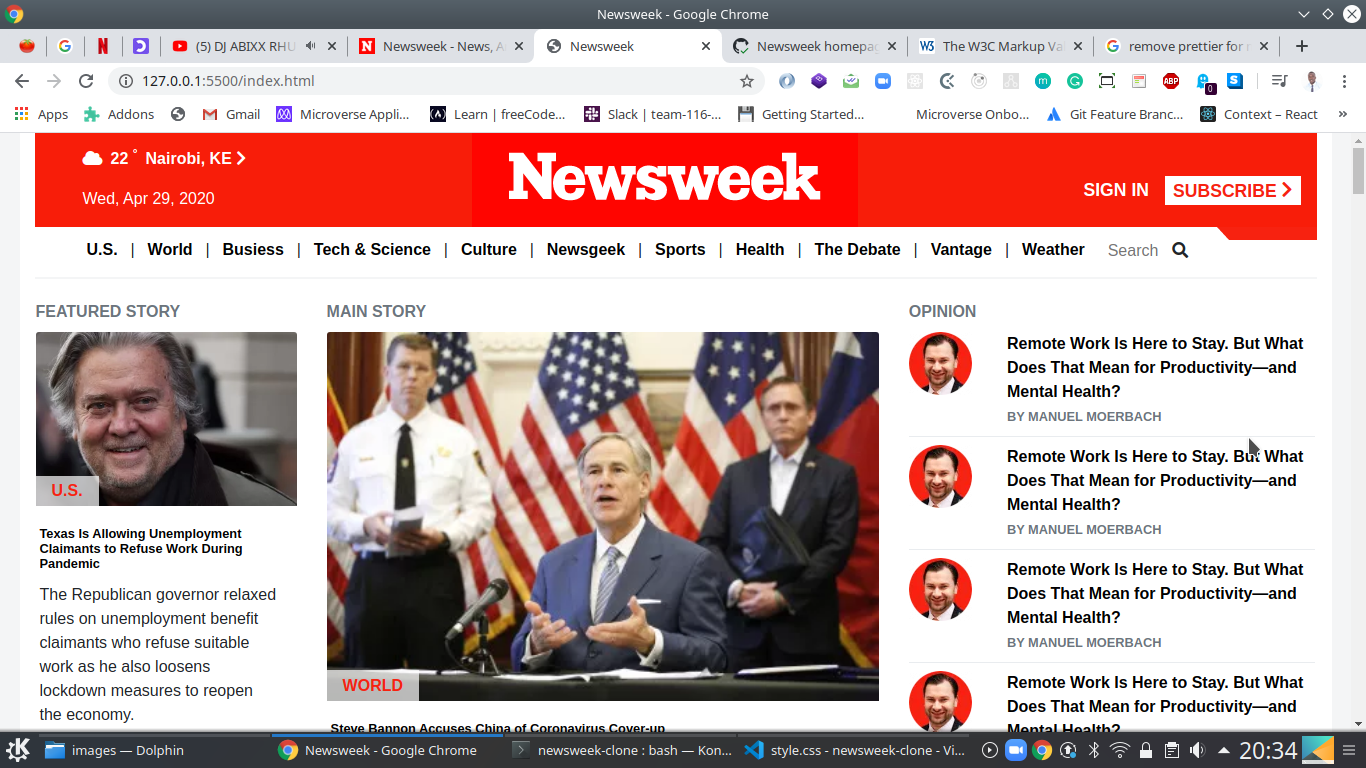 Newsweek - Google Chrome
(5) DJ ABIXX RHU
Newsweek - News, A
Newsweek
Newsweek homepag
The W3C Markup Va
remove prettier for
127.0.0.1:5500/index.html
ABP
0
Apps
Addons
Gmail
Microverse Appli...
Learn | freeCode...
Slack | team-116-...
Getting Started...
Microverse Onbo...
Git Feature Branc...
Context – React
»
22 ° Nairobi, KE
Wed, Apr 29, 2020
Newsweek
SIGN IN
SUBSCRIBE
U.S. | World | Busiess | Tech & Science | Culture | Newsgeek | Sports | Health | The Debate | Vantage | Weather
Search
FEATURED STORY
U.S.
Texas Is Allowing Unemployment
Claimants to Refuse Work During
Pandemic
The Republican governor relaxed
rules on unemployment benefit
claimants who refuse suitable
work as he also loosens
lockdown measures to reopen
the economy.
MAIN STORY
WORLD
Steve Bannon Accuses China of Coronavirus Cover-up
OPINION
Remote Work Is Here to Stay. But What
Does That Mean for Productivity—and
Mental Health?
BY MANUEL MOERBACH
Remote Work Is Here to Stay. But What
Does That Mean for Productivity—and
Mental Health?
BY MANUEL MOERBACH
Remote Work Is Here to Stay. But What
Does That Mean for Productivity—and
Mental Health?
BY MANUEL MOERBACH
Remote Work Is Here to Stay. But What
Does That Mean for Productivity—and
Mental Health?
images — Dolphin
Newsweek - Google Chrome
newsweek-clone : bash — Kon...
style.css - newsweek-clone - Vi...
20:34